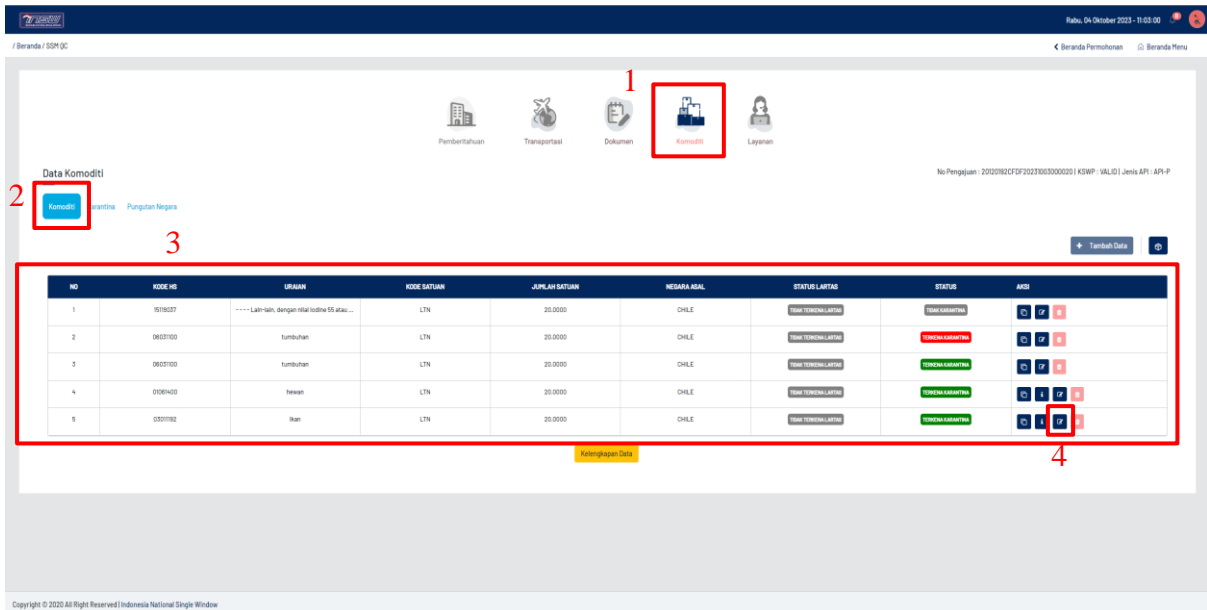 Rabu, 04 Oktober 2023 - 11:03:00
/ Beranda / SSM QC
Beranda Permohonan Beranda Menu
1
Pemberitahuan Transportasi Dokumen Komoditi Layanan
Data Komoditi
No Pengajuan : 20120192CFDF20231003000020 | KSWP : VALID | Jenis API : API-P
2
Komoditi arantina Pungutan Negara
3
+ Tambah Data
NO KODE HS URAIAN KODE SATUAN JUMLAH SATUAN NEGARA ASAL STATUS LARTAS STATUS AKSI
1 15119037 ---- Lain-lain, dengan nilai iodine 55 atau ... LTN 20.0000 CHILE TIDAK TERKENA LARTAS TIDAK KARANTINA
2 06031100 tumbuhan LTN 20.0000 CHILE TIDAK TERKENA LARTAS TERKENA KARANTINA
3 06031100 tumbuhan LTN 20.0000 CHILE TIDAK TERKENA LARTAS TERKENA KARANTINA
4 01061400 hewan LTN 20.0000 CHILE TIDAK TERKENA LARTAS TERKENA KARANTINA
5 03011192 ikan LTN 20.0000 CHILE TIDAK TERKENA LARTAS TERKENA KARANTINA
Kelengkapan Data
4
Copyright © 2020 All Right Reserved | Indonesia National Single Window